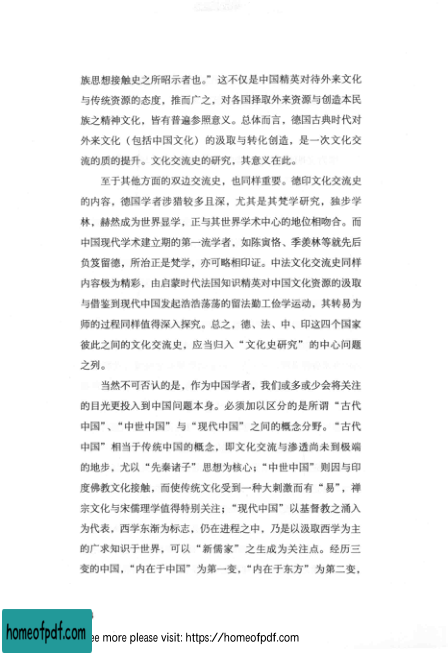 族思想接触史之所昭示者也。”这不仅是中国精英对待外来文化
与传统资源的态度，推而广之，对各国择取外来资源与创造本民
族之精神文化，皆有普遍参照意义。总体而言，德国古典时代对
外来文化（包括中国文化）的汲取与转化创造，是一次文化交
流的质的提升。文化交流史的研究，其意义在此。
至于其他方面的双边交流史，也同样重要。德印文化交流史
的内容，德国学者涉猎较多且深，尤其是其梵学研究，独步学
林，赫然成为世界显学，正与其世界学术中心的地位相吻合。而
中国现代学术建立期的第一流学者，如陈寅恪、季羡林等就先后
负笈留德，所治正是梵学，亦可略相印证。中法文化交流史同样
内容极为精彩，由启蒙时代法国知识精英对中国文化资源的汲取
与借鉴到现代中国发起浩浩荡荡的留法勤工俭学运动，其转易为
师的过程同样值得深入探究。总之，德、法、中、印这四个国家
彼此之间的文化交流史，应当归入“文化史研究”的中心问题
之列。
当然不可否认的是，作为中国学者，我们或多或少会将关注
的目光更投入到中国问题本身。必须加以区分的是所谓“古代
中国”、“中世中国”与“现代中国”之间的概念分野。“古代
中国”相当于传统中国的概念，即文化交流与渗透尚未到极端
的地步，尤以“先秦诸子”思想为核心；“中世中国”则因与印
度佛教文化接触，而使传统文化受到一种大刺激而有“易”，禅
宗文化与宋儒理学值得特别关注；“现代中国”以基督教之涌入
为代表，西学东渐为标志，仍在进程之中，乃是以汲取西学为主
的广求知识于世界，可以“新儒家”之生成为关注点。经历三
变的中国，“内在于中国”为第一变，“内在于东方”为第二变，
homeofpdf.com
ee more please visit: https://homeofpdf.com